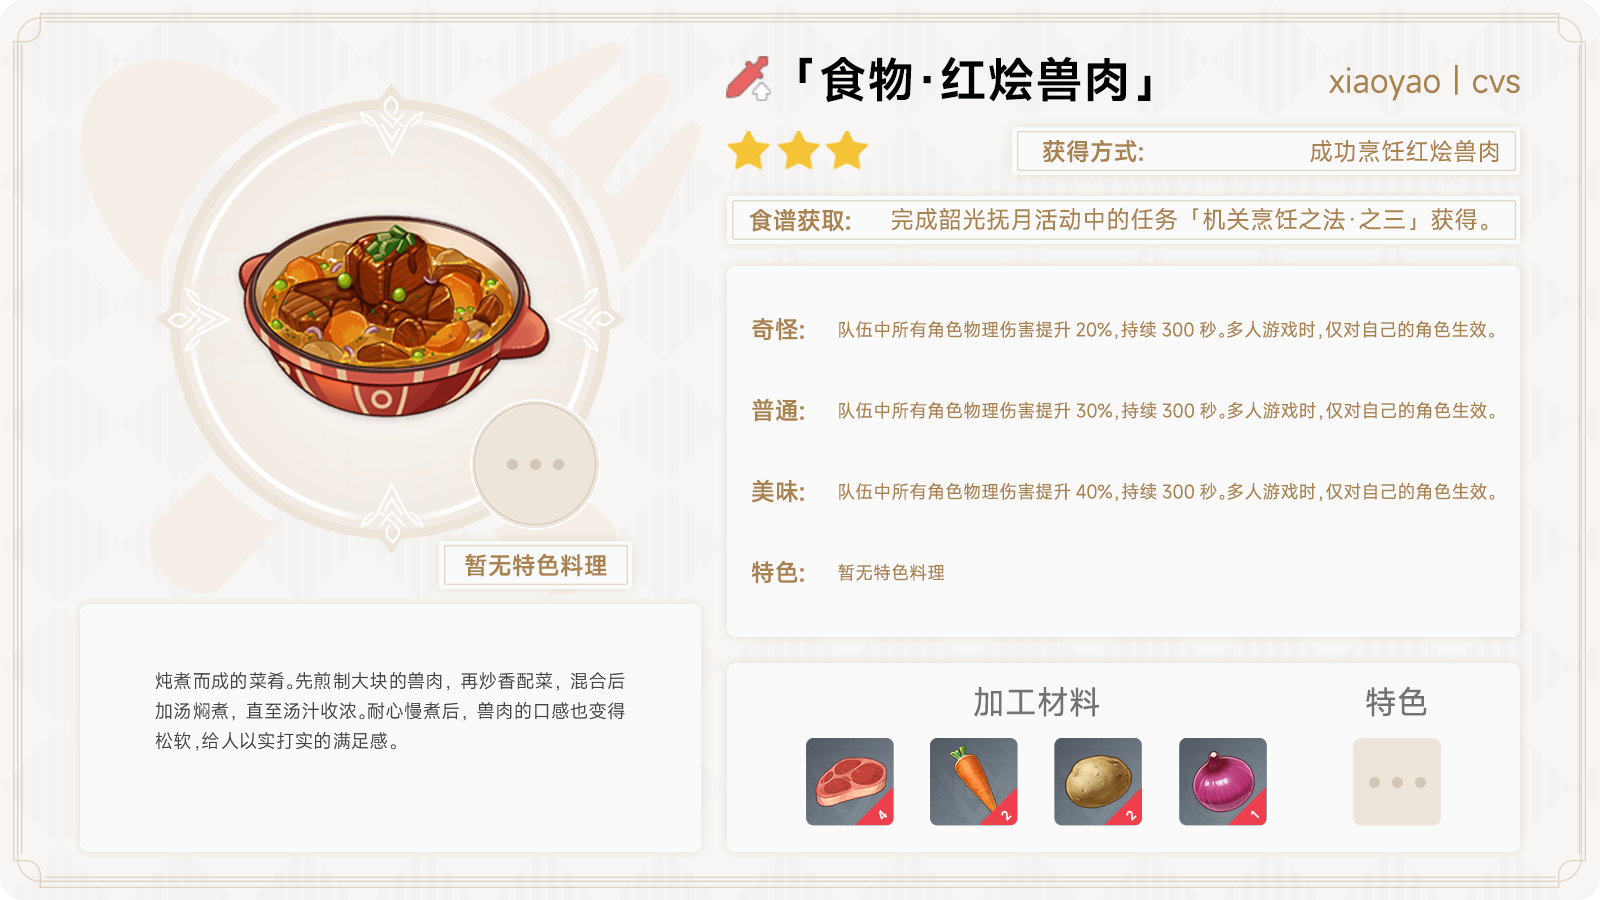 「食物·红烩兽肉」
xiaoyao | cvs
获得方式: 成功烹饪红烩兽肉
食谱获取: 完成韶光抚月活动中的任务「机关烹饪之法·之三」获得。
奇怪: 队伍中所有角色物理伤害提升 20%,持续 300 秒。多人游戏时,仅对自己的角色生效。
普通: 队伍中所有角色物理伤害提升 30%,持续 300 秒。多人游戏时,仅对自己的角色生效。
美味: 队伍中所有角色物理伤害提升 40%,持续 300 秒。多人游戏时,仅对自己的角色生效。
特色: 暂无特色料理
暂无特色料理
炖煮而成的菜肴。先煎制大块的兽肉，再炒香配菜，混合后
加汤焖煮，直至汤汁收浓。耐心慢煮后，兽肉的口感也变得
松软,给人以实打实的满足感。
加工材料 特色
4 2 2 1